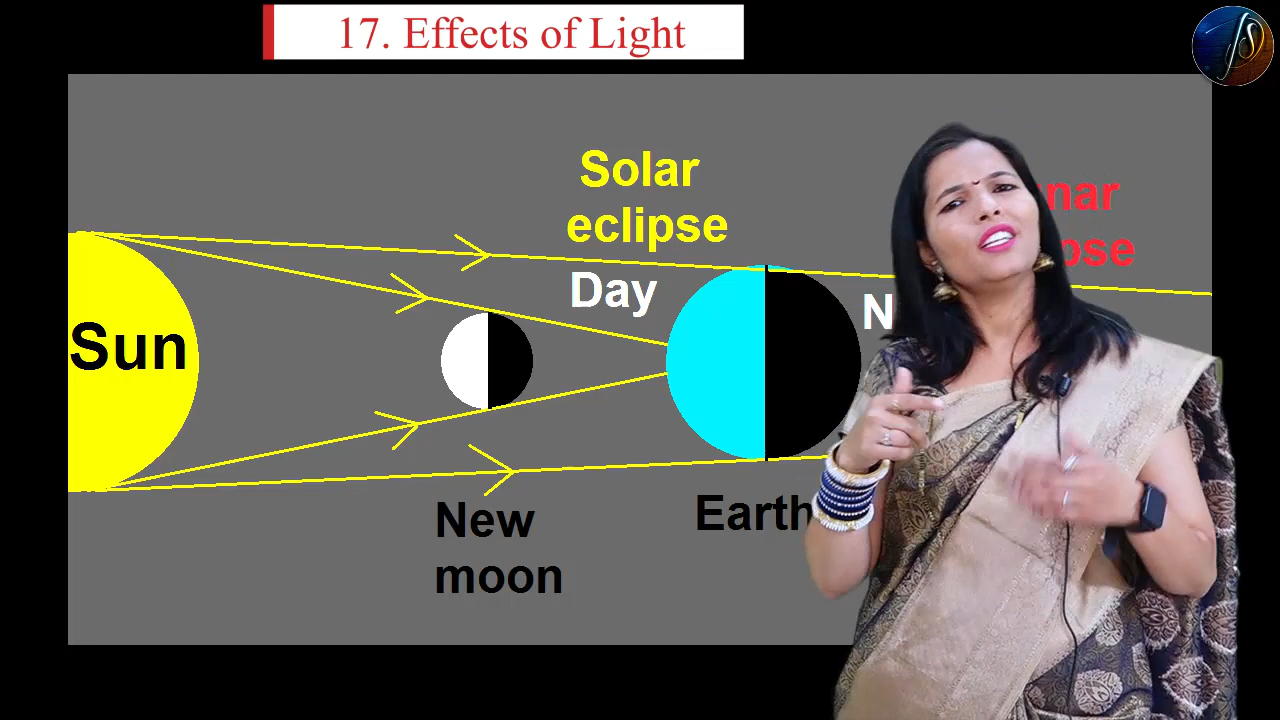 17. Effects of Light
Solar
eclipse
Day
Sun
New
moon
Earth